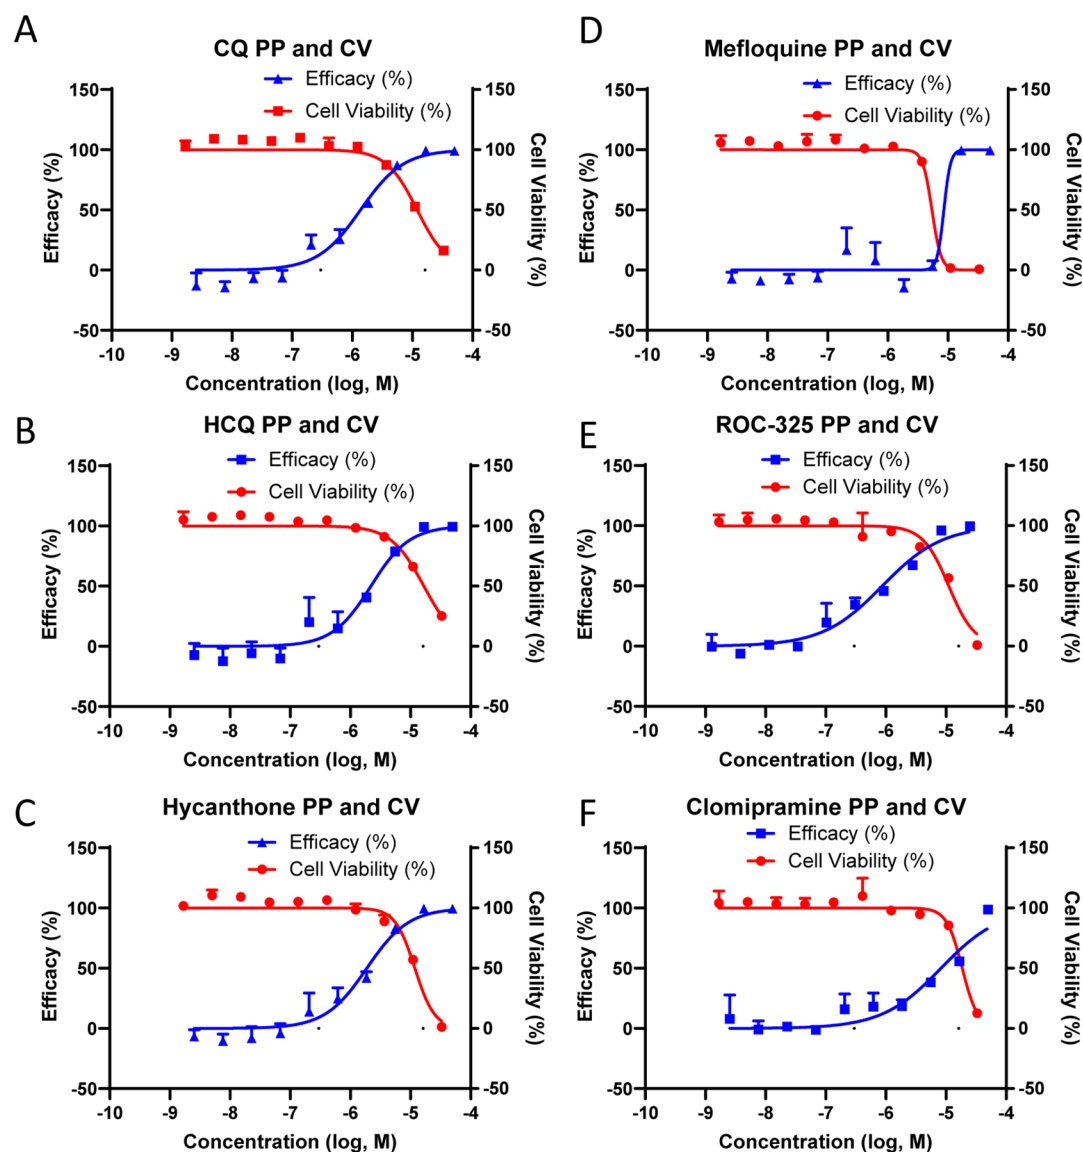 A
CQ PP and CV
Efficacy (%)
Cell Viability (%)
150
100
50
0
-50
Efficacy (%)
150
100
50
0
-50
Cell Viability (%)
-10 -9 -8 -7 -6 -5 -4
Concentration (log, M)
D
Mefloquine PP and CV
Efficacy (%)
Cell Viability (%)
150
100
50
0
-50
Efficacy (%)
150
100
50
0
-50
Cell Viability (%)
-10 -9 -8 -7 -6 -5 -4
Concentration (log, M)
B
HCQ PP and CV
Efficacy (%)
Cell Viability (%)
150
100
50
0
-50
Efficacy (%)
150
100
50
0
-50
Cell Viability (%)
-10 -9 -8 -7 -6 -5 -4
Concentration (log, M)
E
ROC-325 PP and CV
Efficacy (%)
Cell Viability (%)
150
100
50
0
-50
Efficacy (%)
150
100
50
0
-50
Cell Viability (%)
-10 -9 -8 -7 -6 -5 -4
Concentration (log, M)
C
Hycanthone PP and CV
Efficacy (%)
Cell Viability (%)
150
100
50
0
-50
Efficacy (%)
150
100
50
0
-50
Cell Viability (%)
-10 -9 -8 -7 -6 -5 -4
Concentration (log, M)
F
Clomipramine PP and CV
Efficacy (%)
Cell Viability (%)
150
100
50
0
-50
Efficacy (%)
150
100
50
0
-50
Cell Viability (%)
-10 -9 -8 -7 -6 -5 -4
Concentration (log, M)